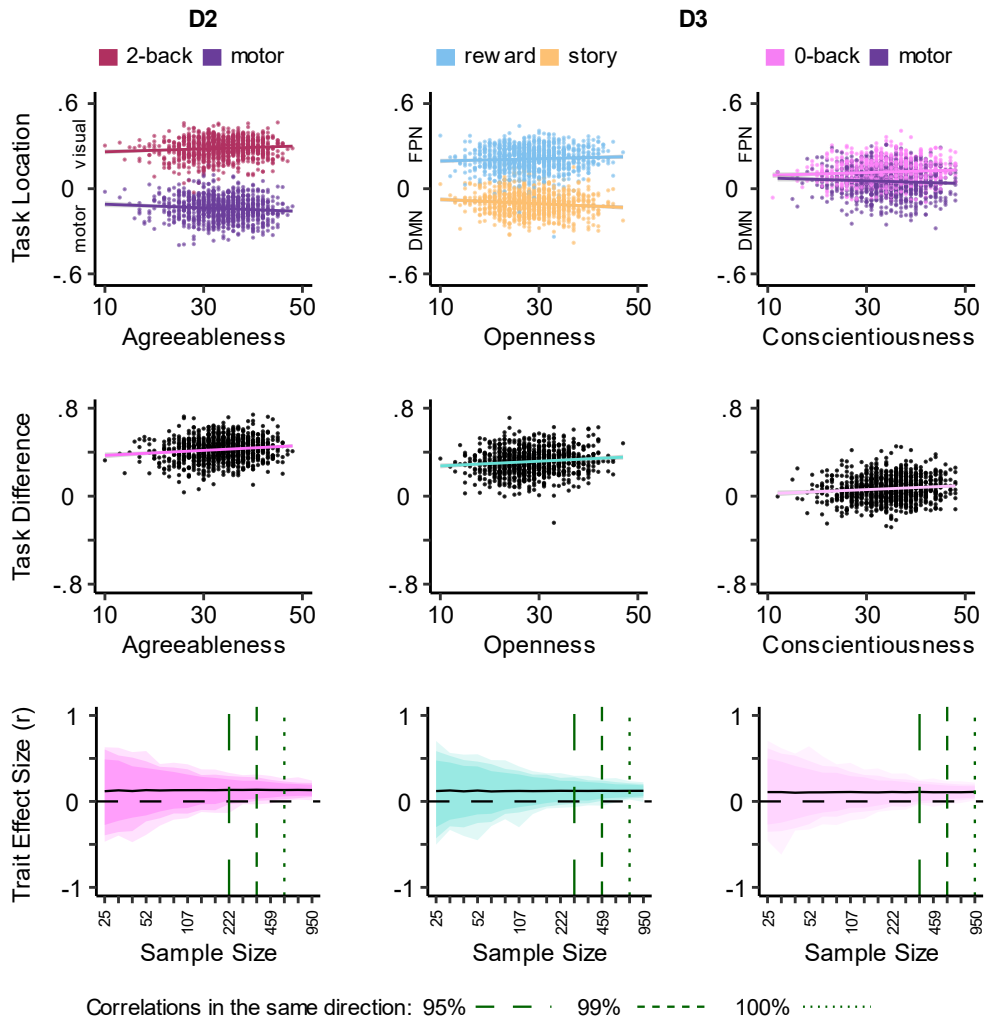 D2 D3
2-back motor reward story 0-back motor
Task Location
.6
0
-.6
visual
motor
10 30 50
Agreeableness
FPN
DMN
.6
0
-.6
10 30 50
Openness
FPN
DMN
.6
0
-.6
10 30 50
Conscientiousness
Task Difference
.8
0
-.8
10 30 50
Agreeableness
.8
0
-.8
10 30 50
Openness
.8
0
-.8
10 30 50
Conscientiousness
Trait Effect Size (r)
1
0
-1
25 52 107 222 459 950
Sample Size
1
0
-1
25 52 107 222 459 950
Sample Size
1
0
-1
25 52 107 222 459 950
Sample Size
Correlations in the same direction: 95% 99% 100%